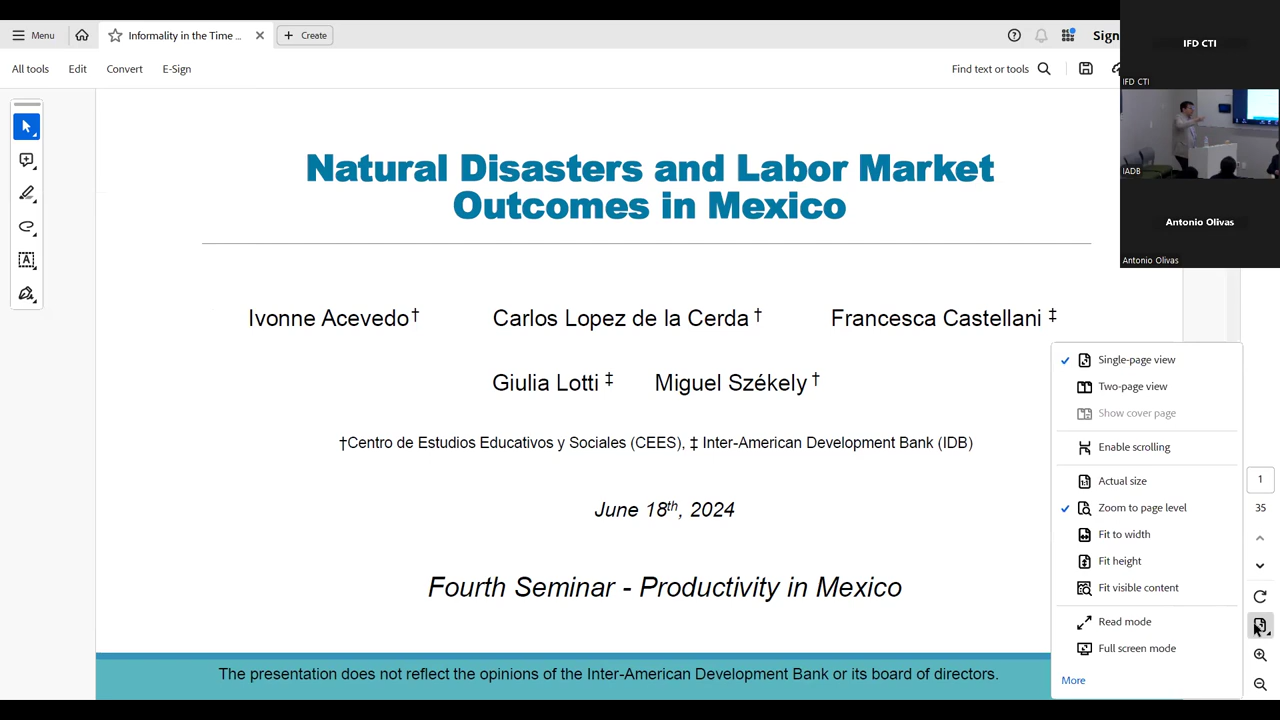 Menu
Informality in the Time ...
Create
Sign
All tools
Edit
Convert
E-Sign
Find text or tools
IFD CTI
IFD CTI
IADB
Antonio Olivas
Antonio Olivas
Natural Disasters and Labor Market
Outcomes in Mexico
Ivonne Acevedo† Carlos Lopez de la Cerda† Francesca Castellani‡
Giulia Lotti‡ Miguel Székely†
†Centro de Estudios Educativos y Sociales (CEES), ‡ Inter-American Development Bank (IDB)
June 18th, 2024
Fourth Seminar - Productivity in Mexico
The presentation does not reflect the opinions of the Inter-American Development Bank or its board of directors.
Single-page view
Two-page view
Show cover page
Enable scrolling
Actual size
Zoom to page level
Fit to width
Fit height
Fit visible content
Read mode
Full screen mode
More
1
35